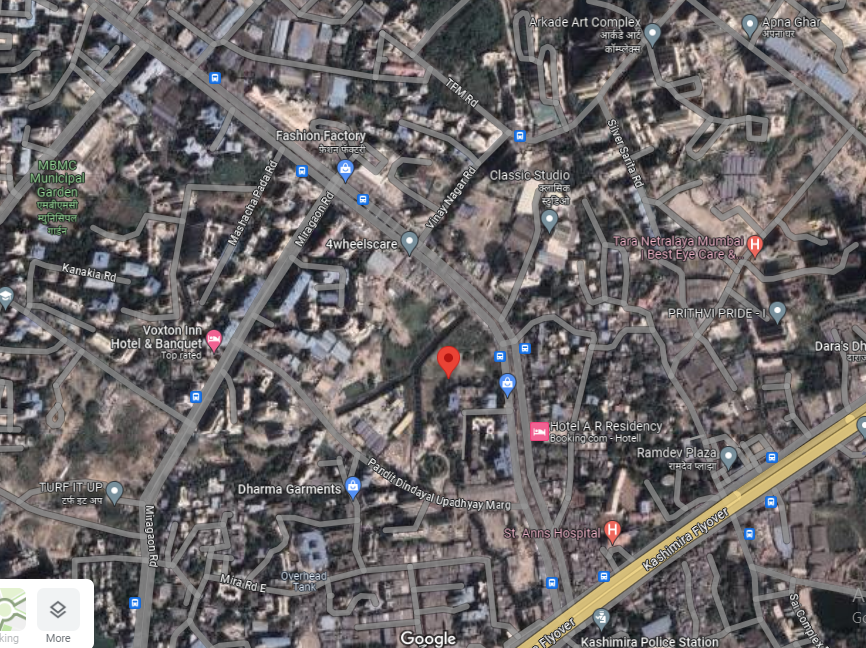 Arkade Art Complex
आर्केड आर्ट
कॉम्प्लेक्स
Apna Ghar
अपना घर
TEM Rd
Silver Sarita Rd
Fashion Factory
फॅशन फॅक्टरी
MBMC
Municipal
Garden
एमबीएमसी
म्युनिसिपल
गार्डन
Mashacha Pada Rd
Miragaon Rd
Vinay Nagar Rd
Classic Studio
क्लासिक
स्टुडिओ
4wheelscare
Tara Netralaya Mumbai
| Best Eye Care &...
Kanakia Rd
PRITHVI PRIDE - I
Voxton Inn
Hotel & Banquet
Top rated
Dara's Dh
Hotel A R Residency
Booking.com - Hotell
Ramdev Plaza
रामदेव प्लाझा
TURF IT UP
टर्फ इट अप
Dharma Garments
Pandit Dindayal Upadhyay Marg
Miragaon Rd
St. Anns Hospital
Kashimira Flyover
Mira Rd E
Overhead
Tank
Sai Complex
Flyover
Kashimira Police Station
More
Google